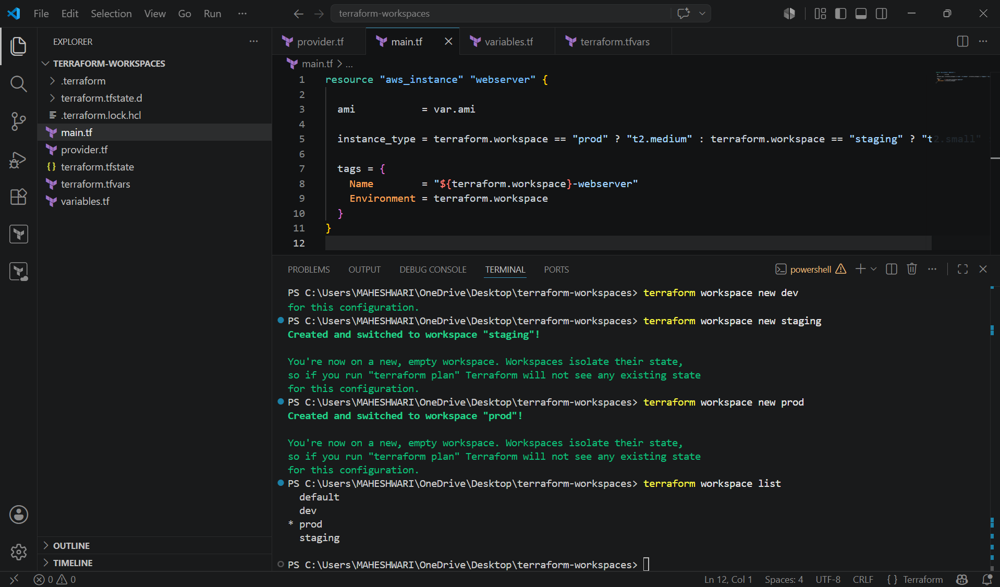 File Edit Selection View Go Run ···
terraform-workspaces
EXPLORER
TERRAFORM-WORKSPACES
.terraform
terraform.tfstate.d
.terraform.lock.hcl
main.tf
provider.tf
terraform.tfstate
terraform.tfvars
variables.tf
OUTLINE
TIMELINE
provider.tf main.tf variables.tf terraform.tfvars
main.tf > ...
1 resource "aws_instance" "webserver" {
2
3 ami = var.ami
4
5 instance_type = terraform.workspace == "prod" ? "t2.medium" : terraform.workspace == "staging" ? "t2.small"
6
7 tags = {
8 Name = "${terraform.workspace}-webserver"
9 Environment = terraform.workspace
10 }
11 }
12
PROBLEMS OUTPUT DEBUG CONSOLE TERMINAL PORTS
powershell
PS C:\Users\MAHESHWARI\OneDrive\Desktop\terraform-workspaces> terraform workspace new dev
for this configuration.
PS C:\Users\MAHESHWARI\OneDrive\Desktop\terraform-workspaces> terraform workspace new staging
Created and switched to workspace "staging"!
You're now on a new, empty workspace. Workspaces isolate their state,
so if you run "terraform plan" Terraform will not see any existing state
for this configuration.
PS C:\Users\MAHESHWARI\OneDrive\Desktop\terraform-workspaces> terraform workspace new prod
Created and switched to workspace "prod"!
You're now on a new, empty workspace. Workspaces isolate their state,
so if you run "terraform plan" Terraform will not see any existing state
for this configuration.
PS C:\Users\MAHESHWARI\OneDrive\Desktop\terraform-workspaces> terraform workspace list
default
dev
* prod
staging
PS C:\Users\MAHESHWARI\OneDrive\Desktop\terraform-workspaces>
0 0
Ln 12, Col 1 Spaces: 4 UTF-8 CRLF { } Terraform